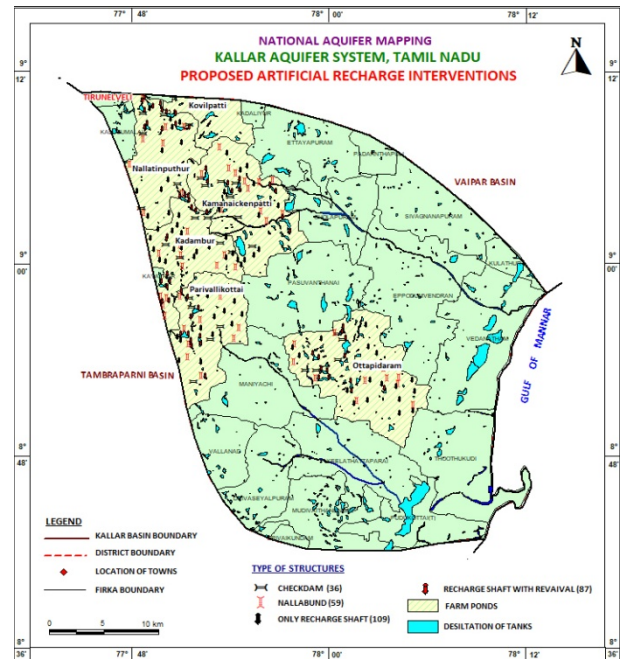 77° 48'
78° 00'
78° 12'
NATIONAL AQUIFER MAPPING
KALLAR AQUIFER SYSTEM, TAMIL NADU
PROPOSED ARTIFICIAL RECHARGE INTERVENTIONS
N
9°
12'
9°
12'
TIRUNELVELI
Kovilpatti
KADALIYUR
ETTAYAPURAM
Nallatinputhur
VAIPAR BASIN
Kamanaickenpatti
SIVAGNANAPURAM
Kadambur
9°
00'
9°
00'
KULATHUR
PASUVANTHANAI
Parivallikottai
VEDANATHAM
GULF OF MANNAR
Ottapidaram
TAMBRAPARNI BASIN
MANIYACHI
8°
48'
8°
48'
VALLANAD
THOOTHUKUDI
LEGEND
KALLAR BASIN BOUNDARY
DISTRICT BOUNDARY
LOCATION OF TOWNS
FIRKA BOUNDARY
0 5 10 km
TYPE OF STRUCTURES
CHECKDAM (36)
NALLABUND (59)
ONLY RECHARGE SHAFT (109)
RECHARGE SHAFT WITH REVAIVAL (87)
FARM PONDS
DESILTATION OF TANKS
8°
36'
8°
36'
77° 48'
78° 00'
78° 12'